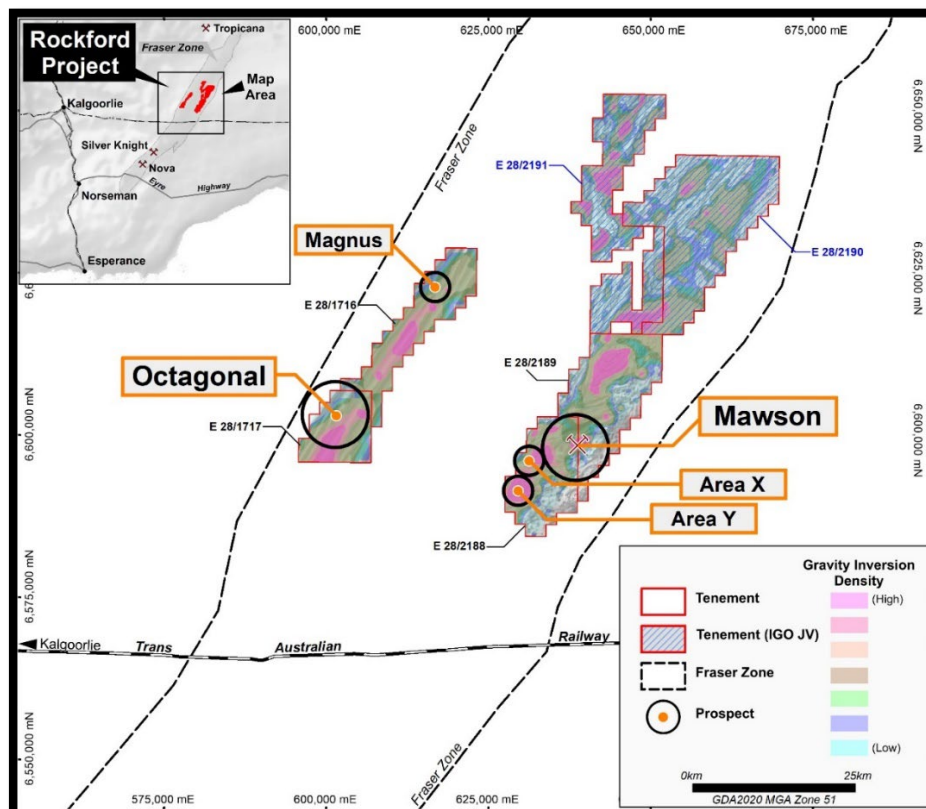 600,000 mE
625,000 mE
650,000 mE
675,000 mE
Tropicana
Fraser Zone
Rockford
Project
Map
Area
Kalgoorlie
Silver Knight
Nova
Eyre
Highway
Norseman
Esperance
Fraser Zone
6,650,000 mN
E 28/2191
E 28/2190
6,625,000 mN
Magnus
E 28/1716
E 28/2189
Octagonal
Mawson
6,600,000 mN
6,600,000 mN
E 28/1717
Area X
Area Y
E 28/2188
6,575,000 mN
Kalgoorlie
Trans
Australian
Railway
Fraser Zone
6,550,000 mN
575,000 mE
600,000 mE
625,000 mE
Tenement
Tenement (IGO JV)
Fraser Zone
Prospect
Gravity Inversion
Density
(High)
(Low)
0km
25km
GDA2020 MGA Zone 51